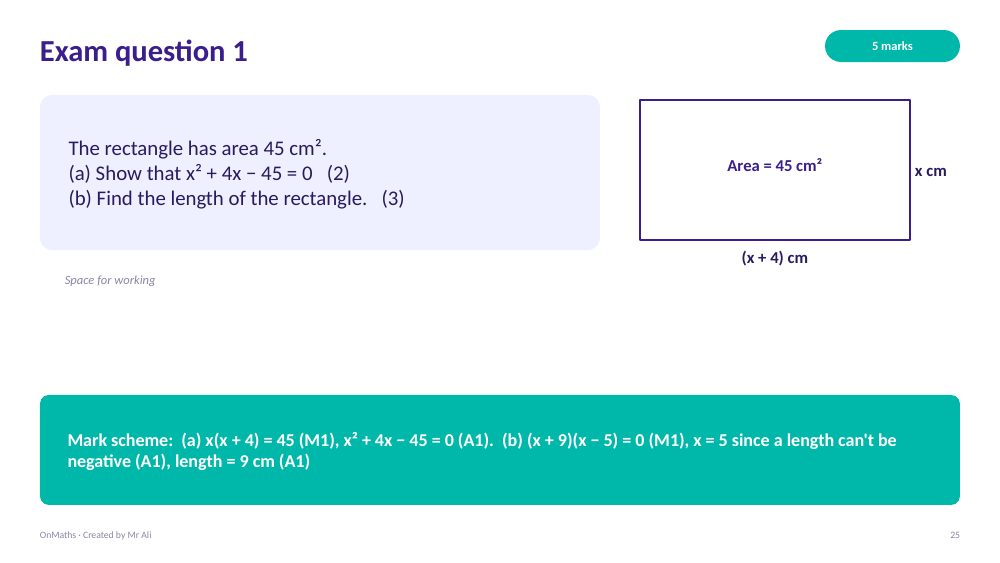 Exam question 1
5 marks
The rectangle has area 45 cm².
(a) Show that x² + 4x − 45 = 0   (2)
(b) Find the length of the rectangle.   (3)
Area = 45 cm²
x cm
(x + 4) cm
Space for working
Mark scheme:  (a) x(x + 4) = 45 (M1), x² + 4x − 45 = 0 (A1).  (b) (x + 9)(x − 5) = 0 (M1), x = 5 since a length can't be
negative (A1), length = 9 cm (A1)
OnMaths · Created by Mr Ali
25